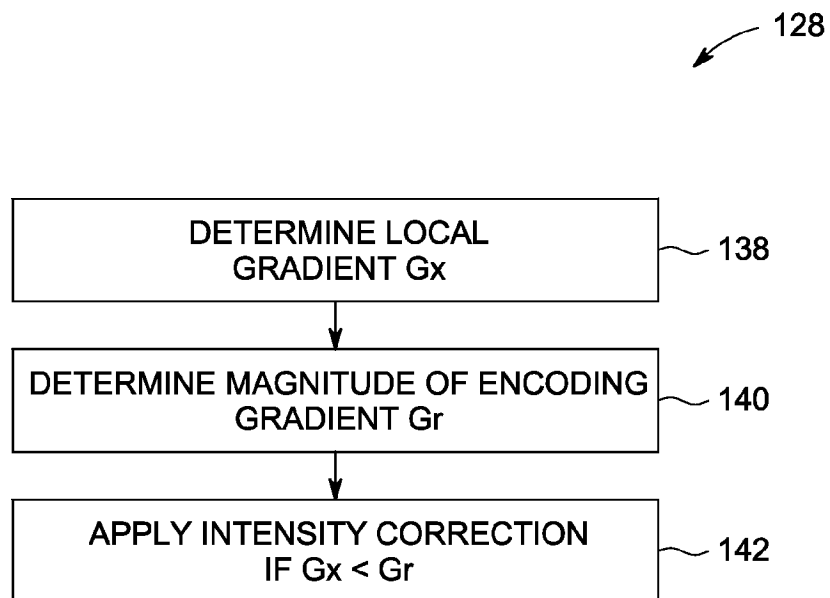 128
DETERMINE LOCAL
GRADIENT Gx
138
DETERMINE MAGNITUDE OF ENCODING
GRADIENT Gr
140
APPLY INTENSITY CORRECTION
IF Gx < Gr
142